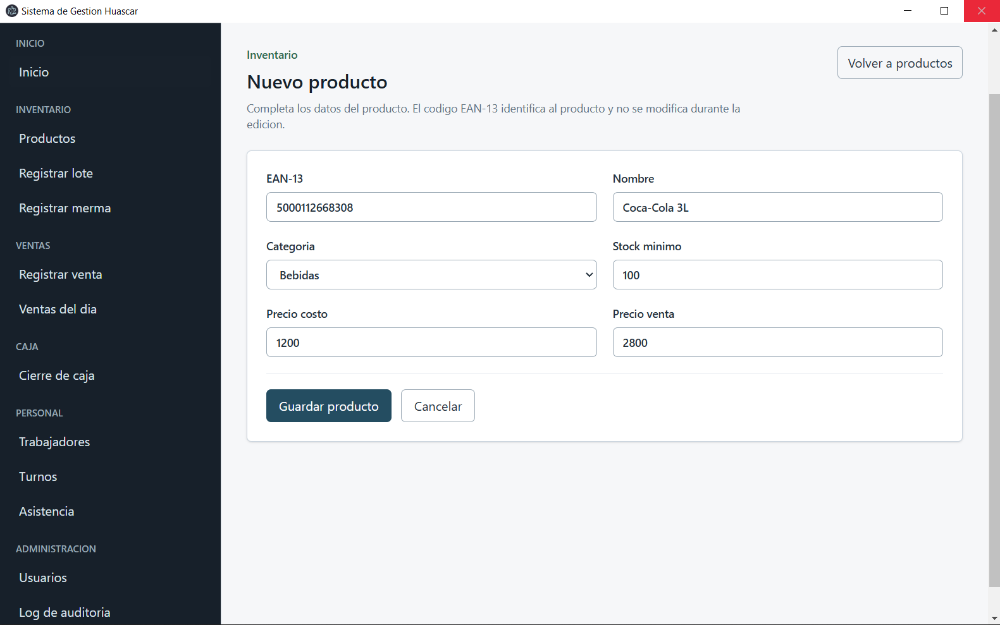 Sistema de Gestion Huascar
INICIO
Inicio
INVENTARIO
Productos
Registrar lote
Registrar merma
VENTAS
Registrar venta
Ventas del dia
CAJA
Cierre de caja
PERSONAL
Trabajadores
Turnos
Asistencia
ADMINISTRACION
Usuarios
Log de auditoria
Inventario
Volver a productos
Nuevo producto
Completa los datos del producto. El codigo EAN-13 identifica al producto y no se modifica durante la
edicion.
EAN-13
5000112668308
Nombre
Coca-Cola 3L
Categoria
Bebidas
Stock minimo
100
Precio costo
1200
Precio venta
2800
Guardar producto
Cancelar